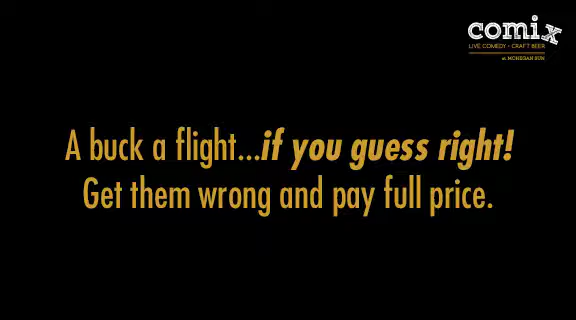 comix
LIVE COMEDY • CRAFT BEER
at MOHEGAN SUN
A buck a flight...if you guess right!
Get them wrong and pay full price.